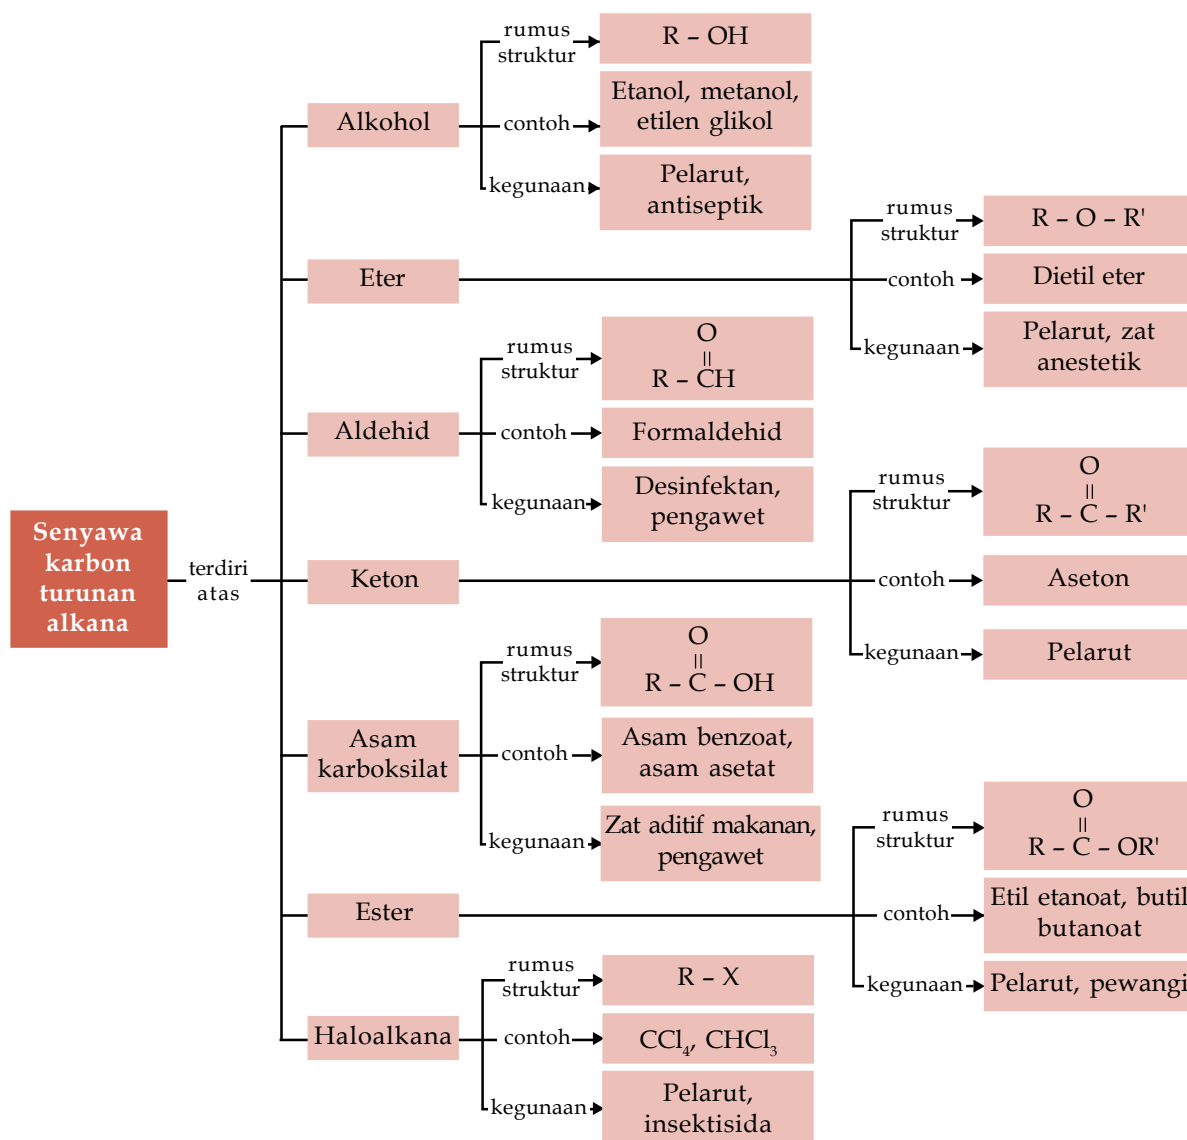 Senyawa
karbon
turunan
alkana
terdiri
atas
Alkohol
rumus
struktur
R – OH
contoh
Etanol, metanol,
etilen glikol
kegunaan
Pelarut,
antiseptik
Eter
rumus
struktur
R – O – R'
contoh
Dietil eter
kegunaan
Pelarut, zat
anestetik
Aldehid
rumus
struktur
O
=
R – CH
contoh
Formaldehid
kegunaan
Desinfektan,
pengawet
Keton
rumus
struktur
O
=
R – C – R'
contoh
Aseton
kegunaan
Pelarut
Asam
karboksilat
rumus
struktur
O
=
R – C – OH
contoh
Asam benzoat,
asam asetat
kegunaan
Zat aditif makanan,
pengawet
Ester
rumus
struktur
O
=
R – C – OR'
contoh
Etil etanoat, butil
butanoat
kegunaan
Pelarut, pewangi
Haloalkana
rumus
struktur
R – X
contoh
CCl₄, CHCl₃
kegunaan
Pelarut,
insektisida